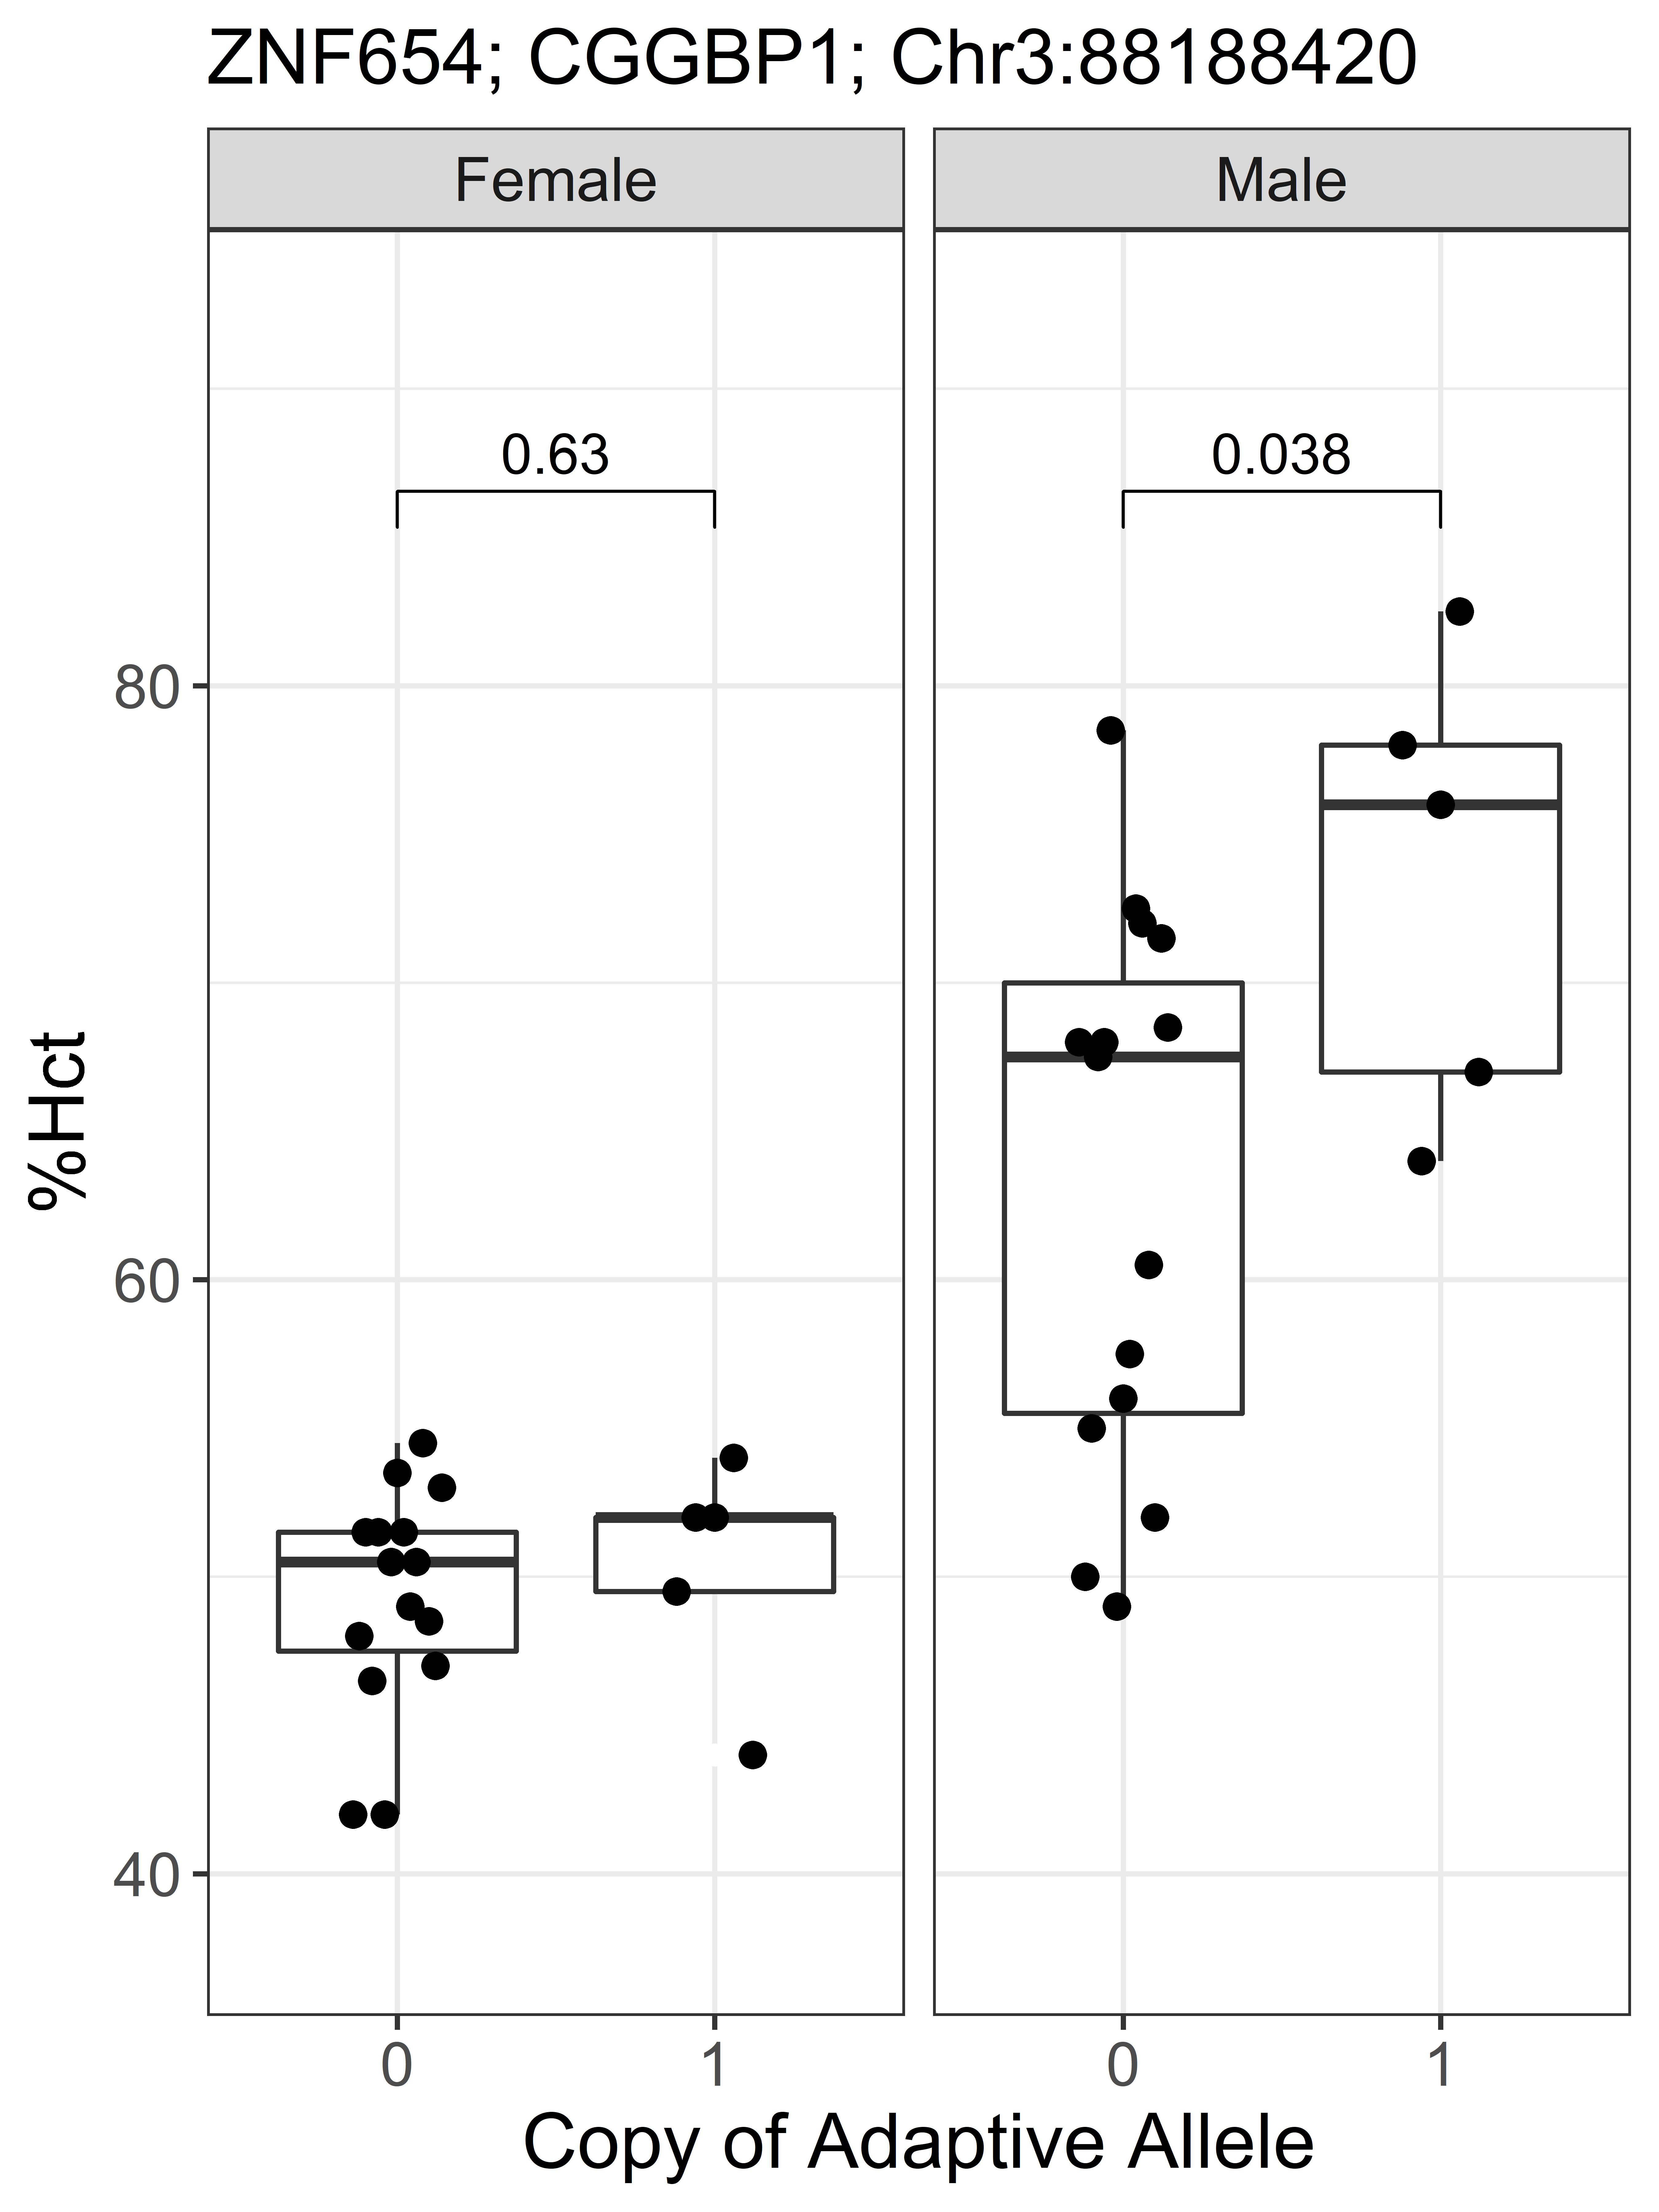 ZNF654; CGGBP1; Chr3:88188420
Female
Male
0.63
0.038
80
60
40
%Hct
0
1
0
1
Copy of Adaptive Allele